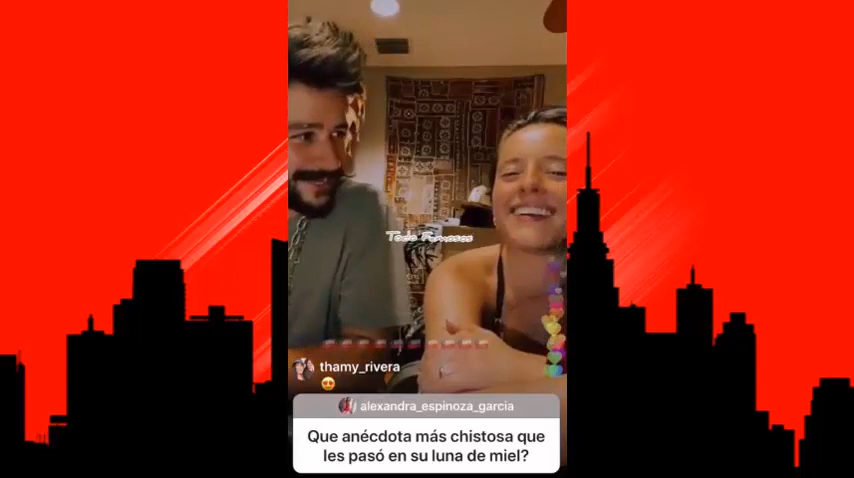 Todo Famosos
thamy_rivera
alexandra_espinoza_garcia
Que anécdota más chistosa que
les pasó en su luna de miel?